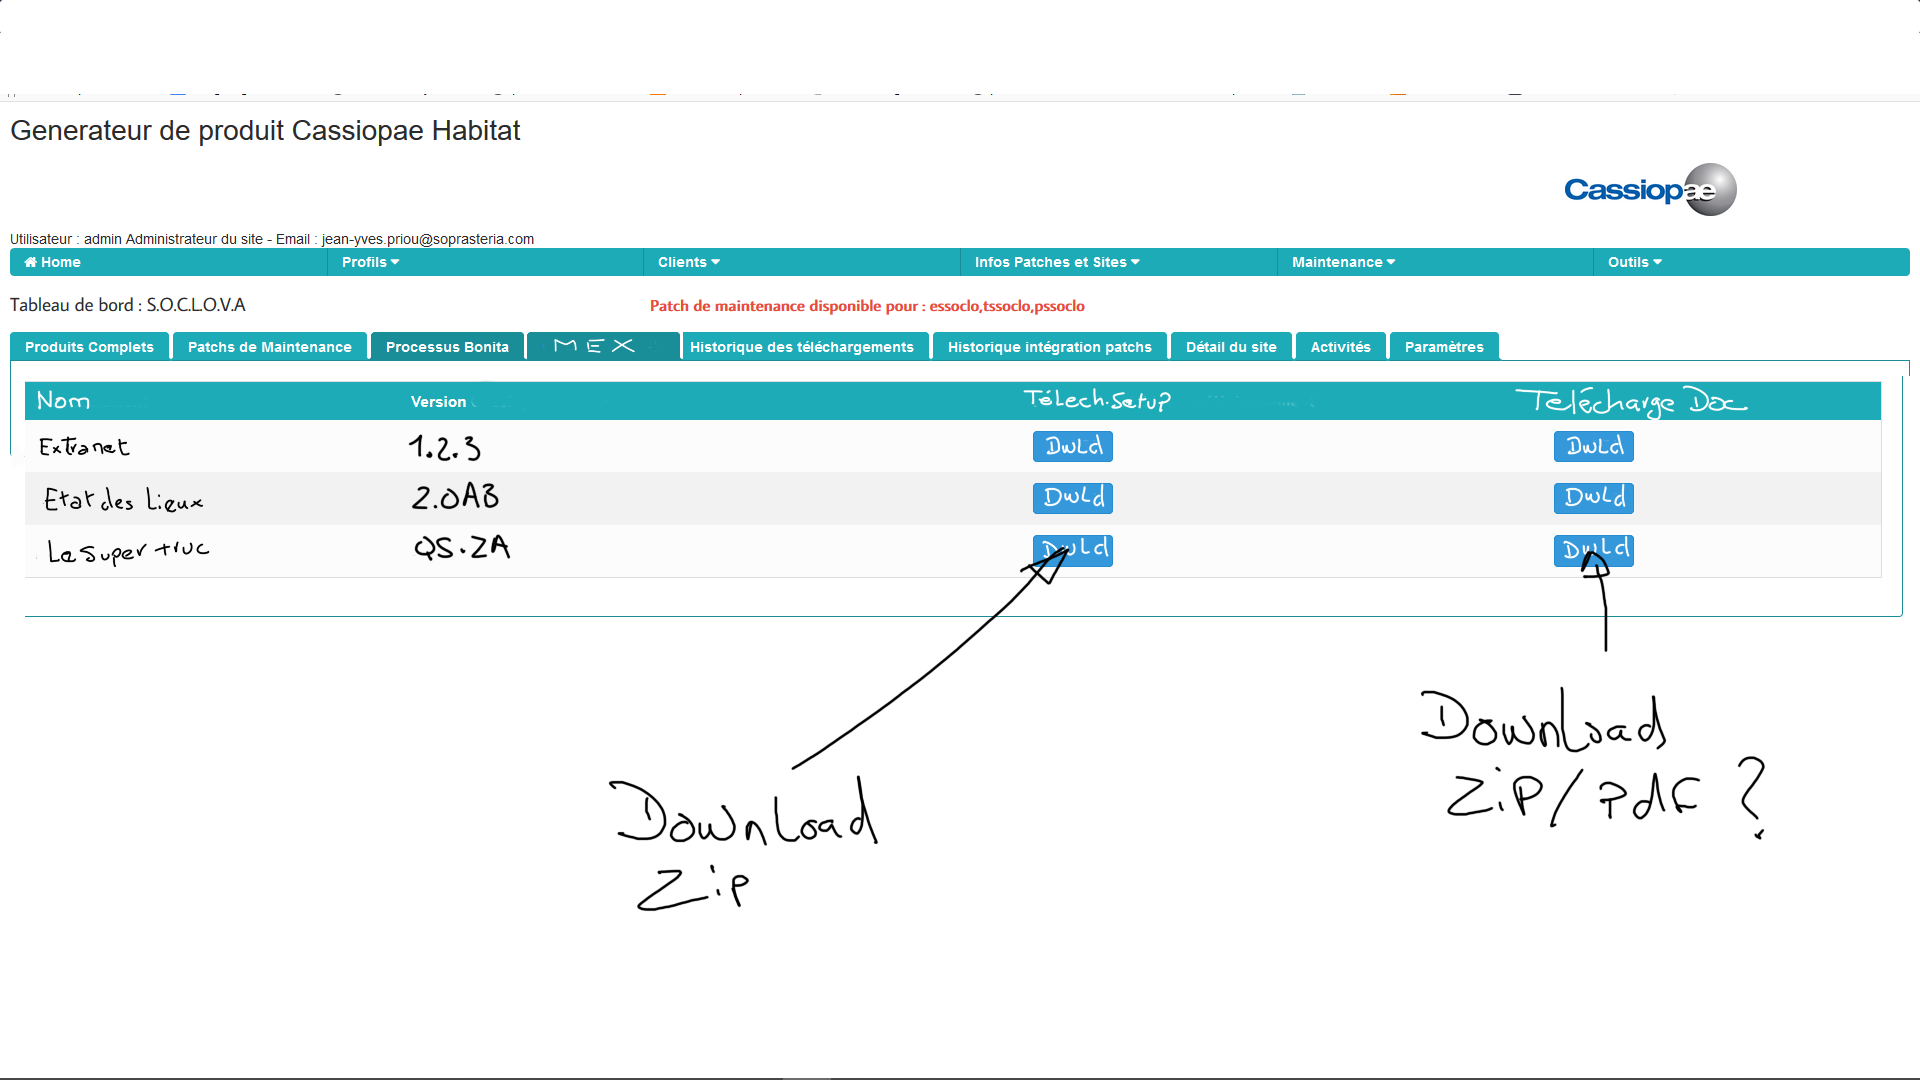 Generateur de produit Cassiopae Habitat
Cassiopae
Utilisateur : admin Administrateur du site - Email : jean-yves.priou@soprasteria.com
Home Profils Clients Infos Patches et Sites Maintenance Outils
Tableau de bord : S.O.C.L.O.V.A Patch de maintenance disponible pour : essoclo,tssoclo,pssoclo
Produits Complets Patchs de Maintenance Processus Bonita MEX Historique des téléchargements Historique intégration patchs Détail du site Activités Paramètres
Nom Version Télech.Setup Telécharge Doc
Extranet 1.2.3 DwLd DwLd
Etat des Lieux 2.0AB DwLd DwLd
Le super truc QS.2A DwLd DwLd
Download
Zip / Pdf ?
Download
Zip